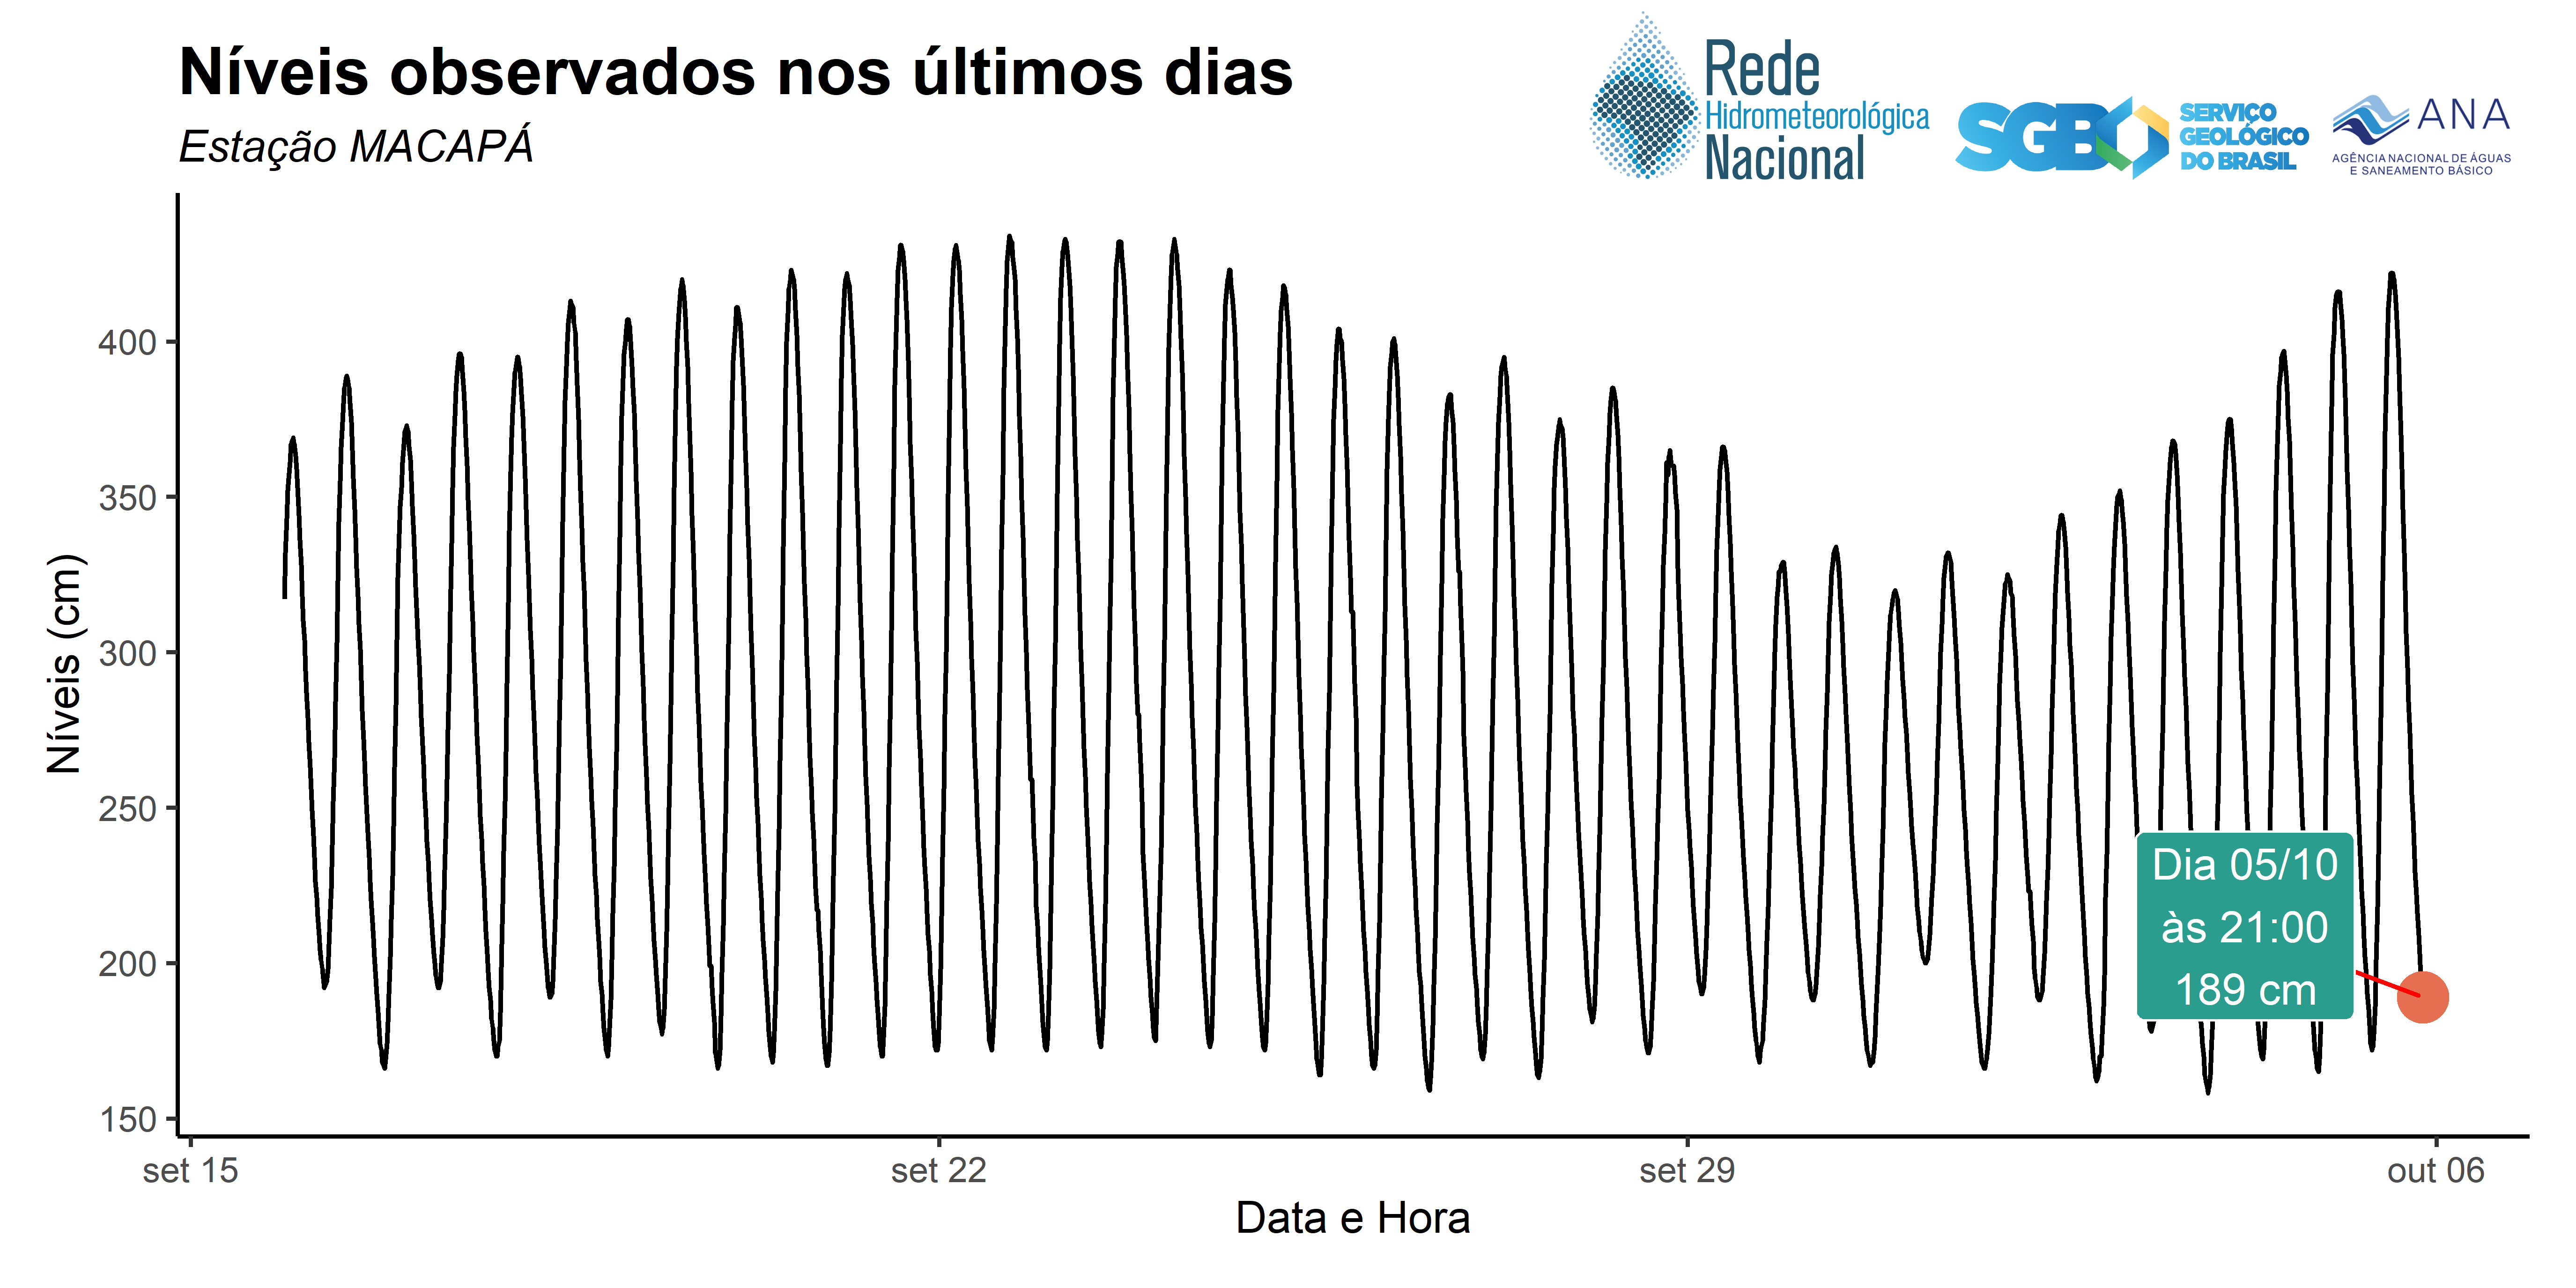 Níveis observados nos últimos dias
Estação MACAPÁ
Rede
Hidrometeorológica
Nacional
SGB
SERVIÇO
GEOLÓGICO
DO BRASIL
ANA
AGÊNCIA NACIONAL DE ÁGUAS
E SANEAMENTO BÁSICO
Níveis (cm)
400
350
300
250
200
150
Dia 05/10
às 21:00
189 cm
set 15
set 22
set 29
out 06
Data e Hora